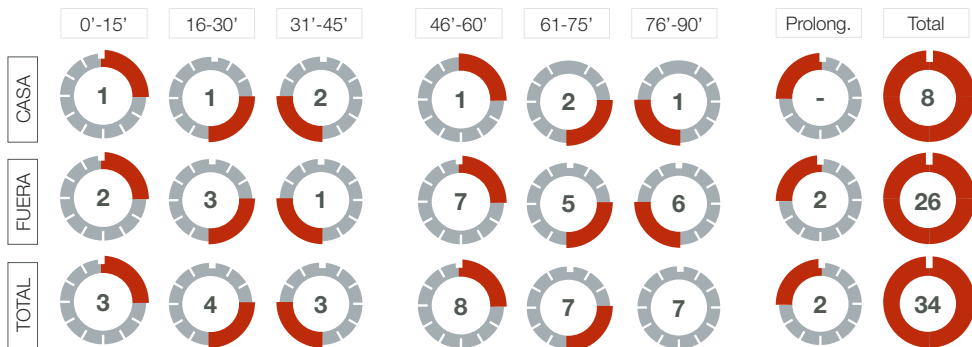 0'-15' 16-30' 31'-45' 46'-60' 61-75' 76'-90' Prolong. Total
CASA 1 1 2 1 2 1 - 8
FUERA 2 3 1 7 5 6 2 26
TOTAL 3 4 3 8 7 7 2 34